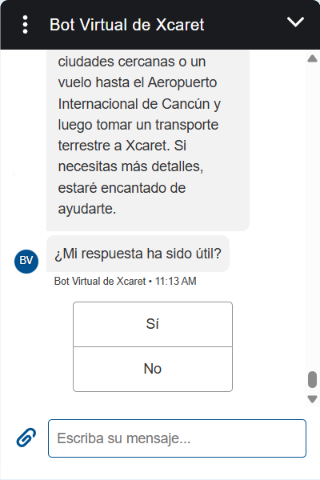 Bot Virtual de Xcaret
ciudades cercanas o un
vuelo hasta el Aeropuerto
Internacional de Cancún y
luego tomar un transporte
terrestre a Xcaret. Si
necesitas más detalles,
estaré encantado de
ayudarte.
¿Mi respuesta ha sido útil?
BV
Bot Virtual de Xcaret • 11:13 AM
Sí
No
Escriba su mensaje...